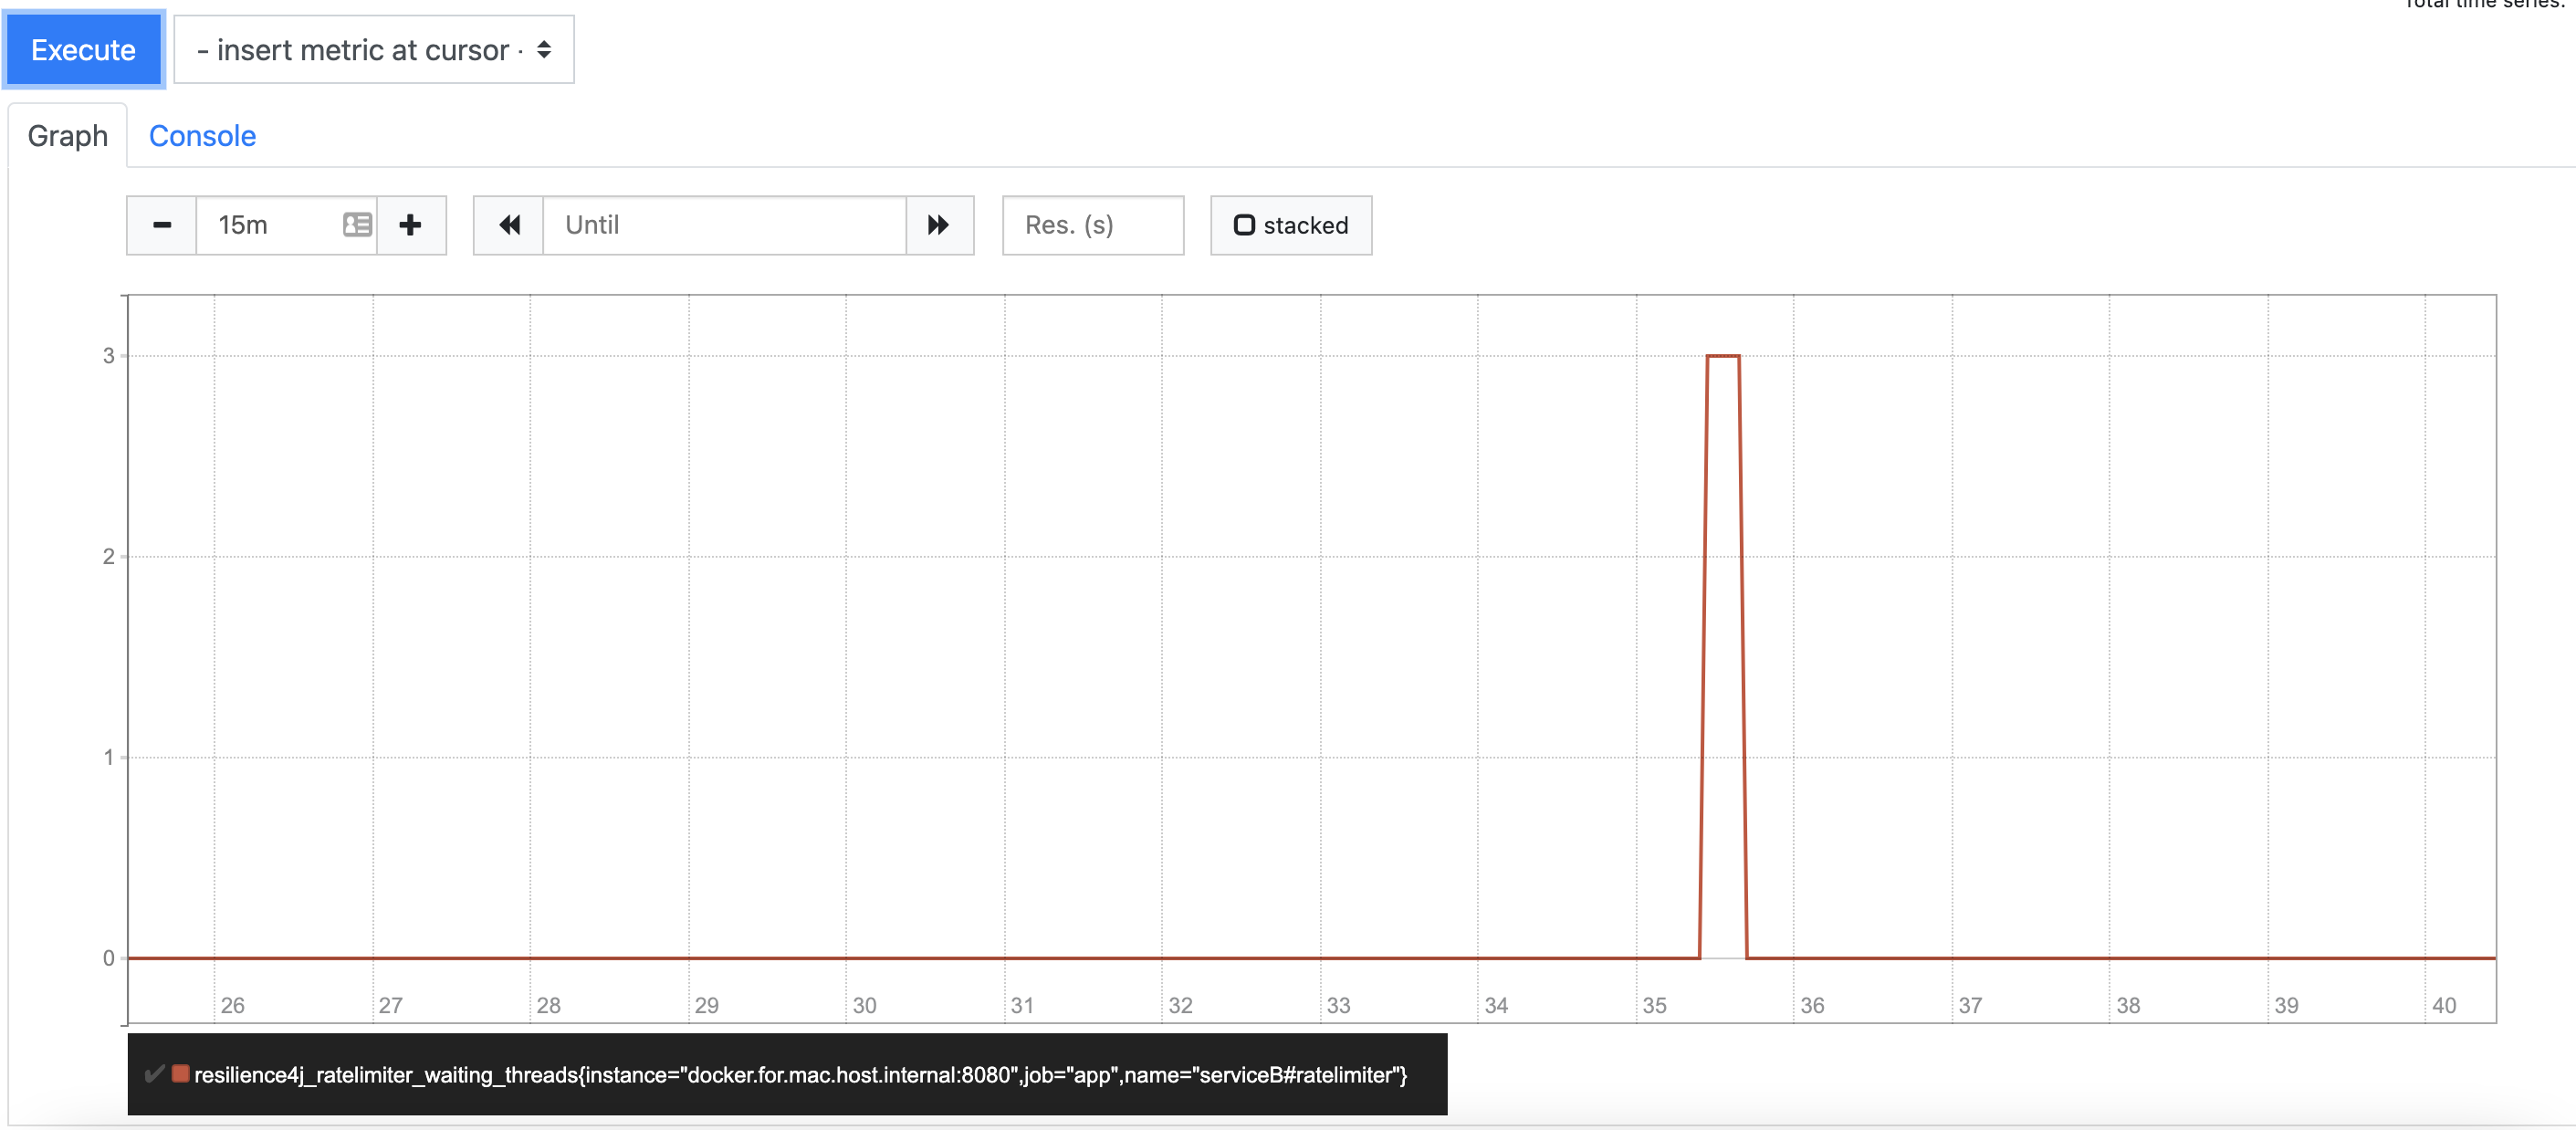 Total time series:
Execute
- insert metric at cursor -
Graph Console
15m Until Res. (s) stacked
3
2
1
0
26 27 28 29 30 31 32 33 34 35 36 37 38 39 40
resilience4j_ratelimiter_waiting_threads{instance="docker.for.mac.host.internal:8080",job="app",name="serviceB#ratelimiter"}